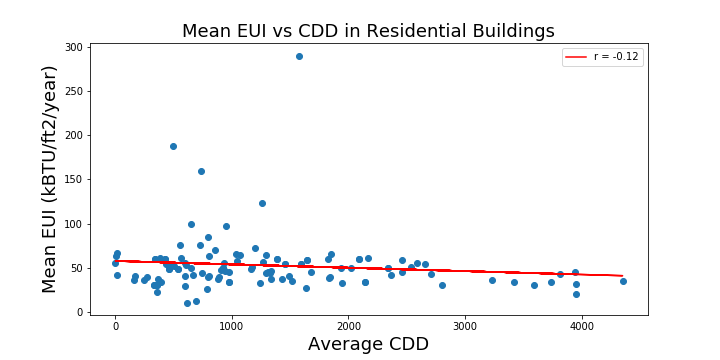 Mean EUI vs CDD in Residential Buildings
r = -0.12
Mean EUI (kBTU/ft2/year)
300
250
200
150
100
50
0
0 1000 2000 3000 4000
Average CDD